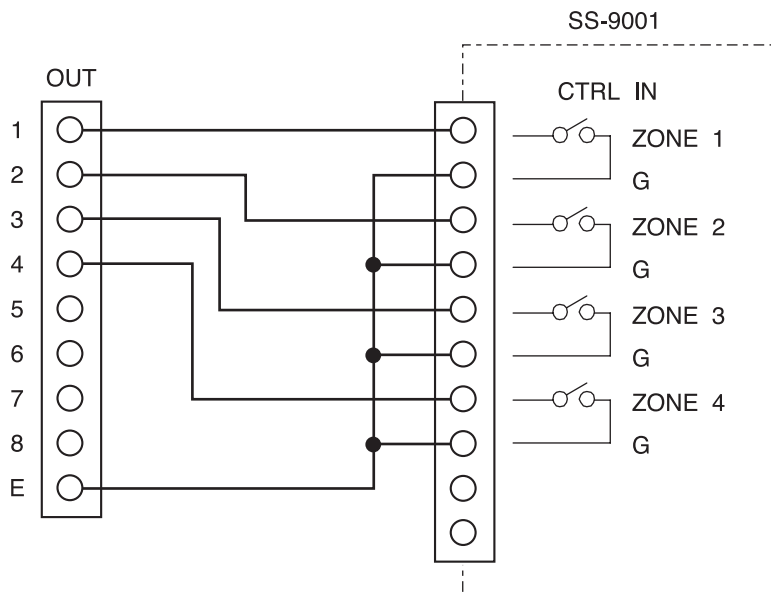 SS-9001
OUT
CTRL IN
1
2
3
4
5
6
7
8
E
ZONE 1
G
ZONE 2
G
ZONE 3
G
ZONE 4
G